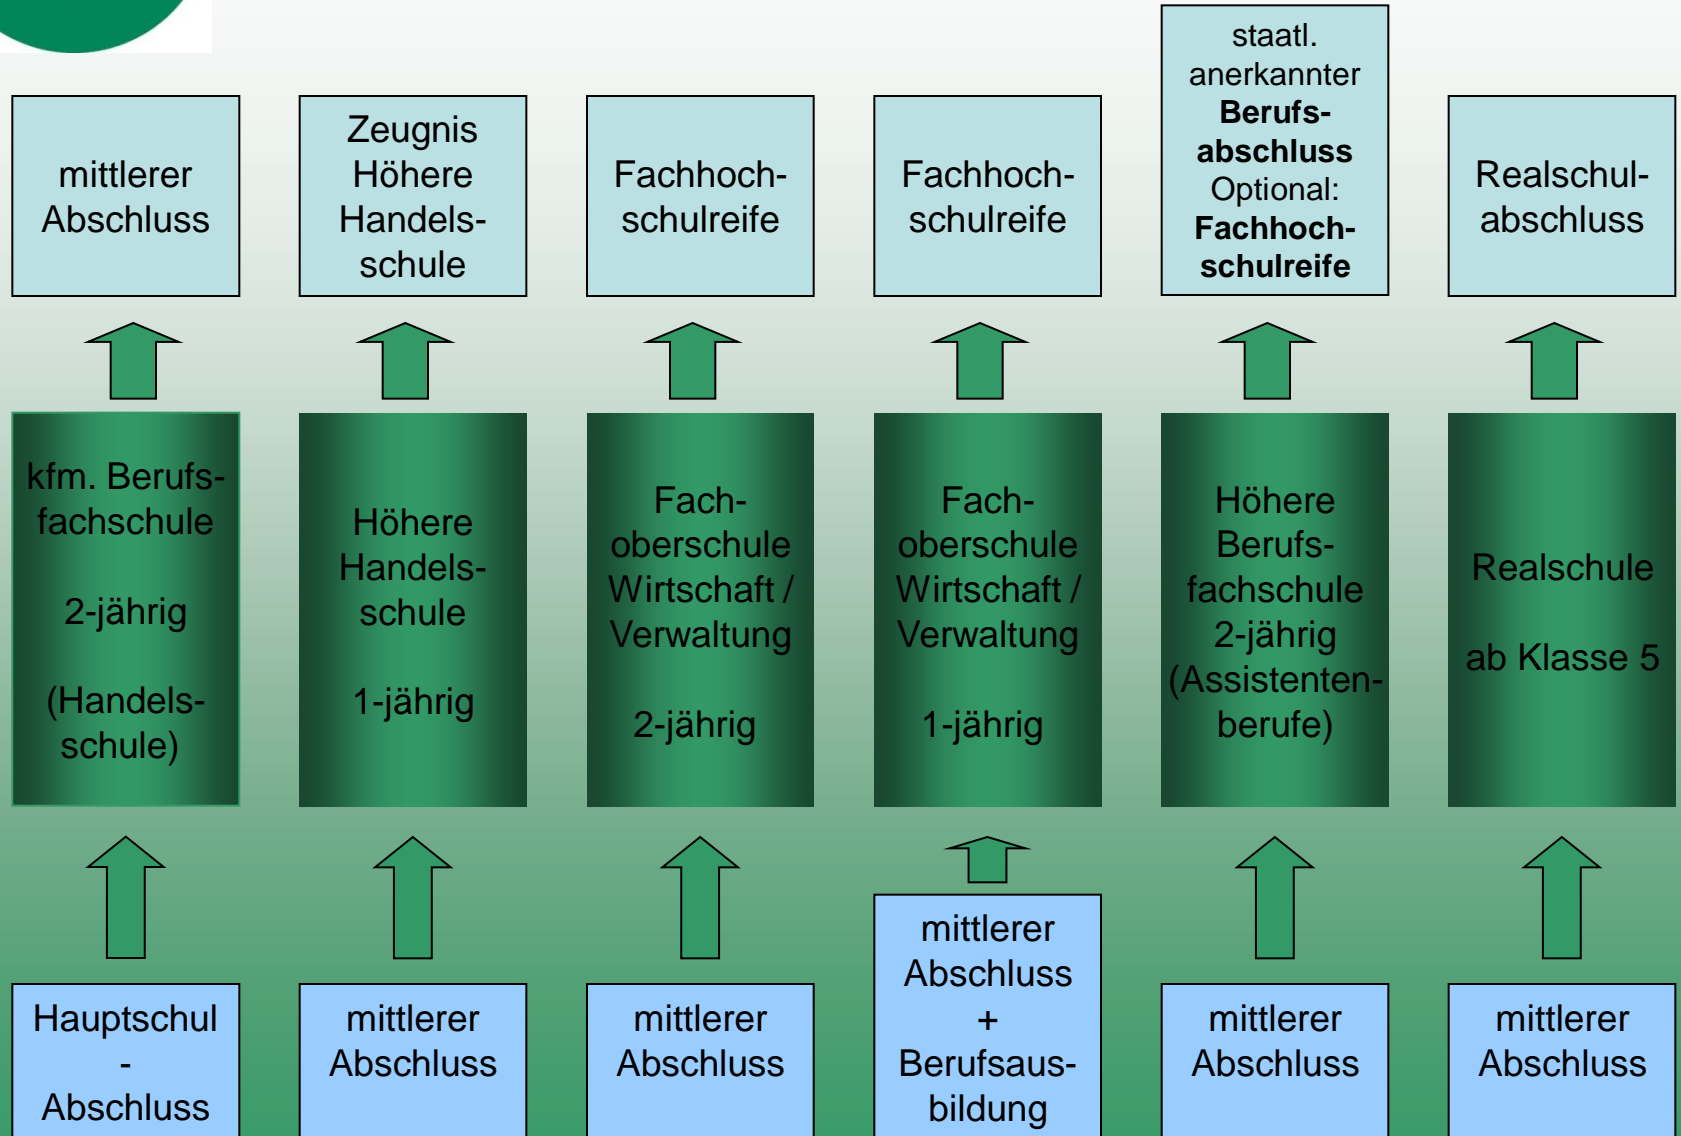 mittlerer
Abschluss
Zeugnis
Höhere
Handels-
schule
Fachhoch-
schulreife
Fachhoch-
schulreife
staatl.
anerkannter
Berufs-
abschluss
Optional:
Fachhoch-
schulreife
Realschul-
abschluss
kfm. Berufs-
fachschule
2-jährig
(Handels-
schule)
Höhere
Handels-
schule
1-jährig
Fach-
oberschule
Wirtschaft /
Verwaltung
2-jährig
Fach-
oberschule
Wirtschaft /
Verwaltung
1-jährig
Höhere
Berufs-
fachschule
2-jährig
(Assistenten-
berufe)
Realschule
ab Klasse 5
Hauptschul
-
Abschluss
mittlerer
Abschluss
mittlerer
Abschluss
mittlerer
Abschluss
+
Berufsaus-
bildung
mittlerer
Abschluss
mittlerer
Abschluss